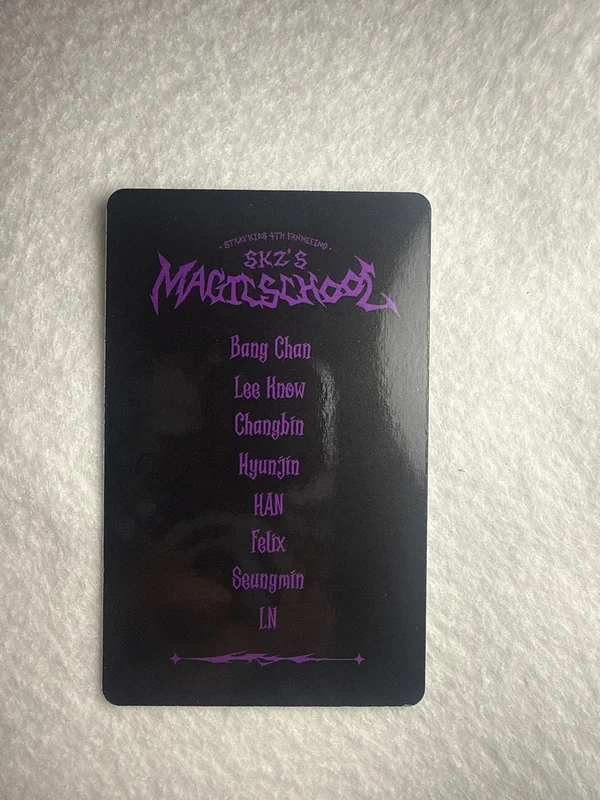 · STRAY KIDS 4TH FANMEETING ·
SKZ'S
MAGIC SCHOOL
Bang Chan
Lee Know
Changbin
Hyunjin
HAN
Felix
Seungmin
I.N